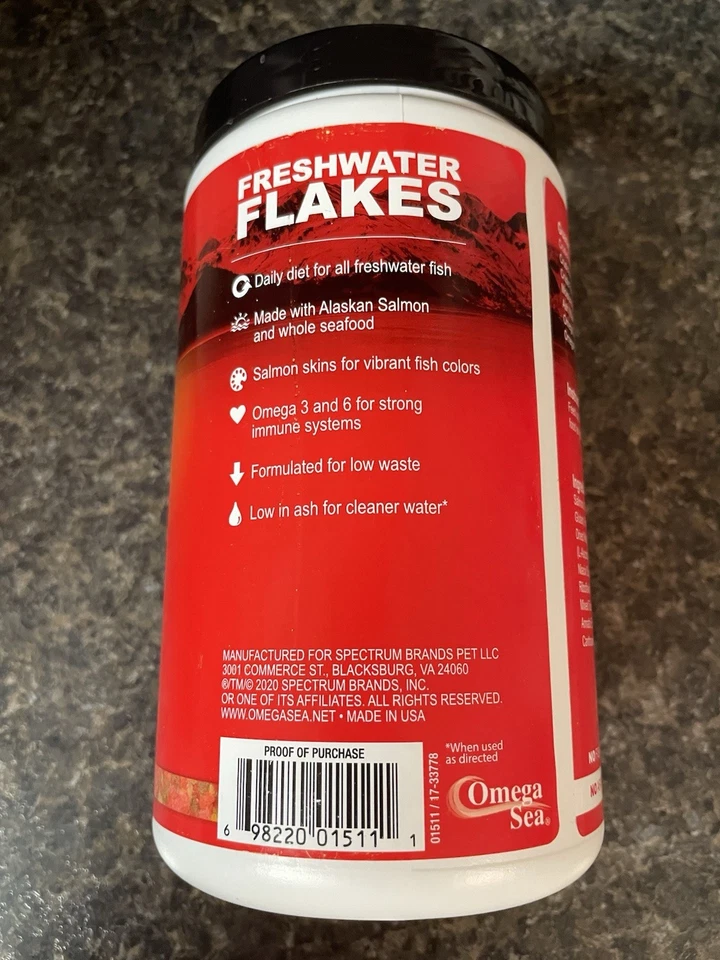 FRESHWATER
FLAKES
Daily diet for all freshwater fish
Made with Alaskan Salmon
and whole seafood
Salmon skins for vibrant fish colors
Omega 3 and 6 for strong
immune systems
Formulated for low waste
Low in ash for cleaner water*
MANUFACTURED FOR SPECTRUM BRANDS PET LLC
3001 COMMERCE ST., BLACKSBURG, VA 24060
®/TM/© 2020 SPECTRUM BRANDS, INC.
OR ONE OF ITS AFFILIATES. ALL RIGHTS RESERVED.
WWW.OMEGASEA.NET • MADE IN USA
PROOF OF PURCHASE
6 98220 01511 1
01511 / 17-33778
*When used
as directed
Omega
Sea®
NO
NO